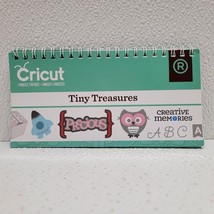 Cricut
®
Tiny Treasures
PRECIOUS
CREATIVE
MEMORIES
A B C
A